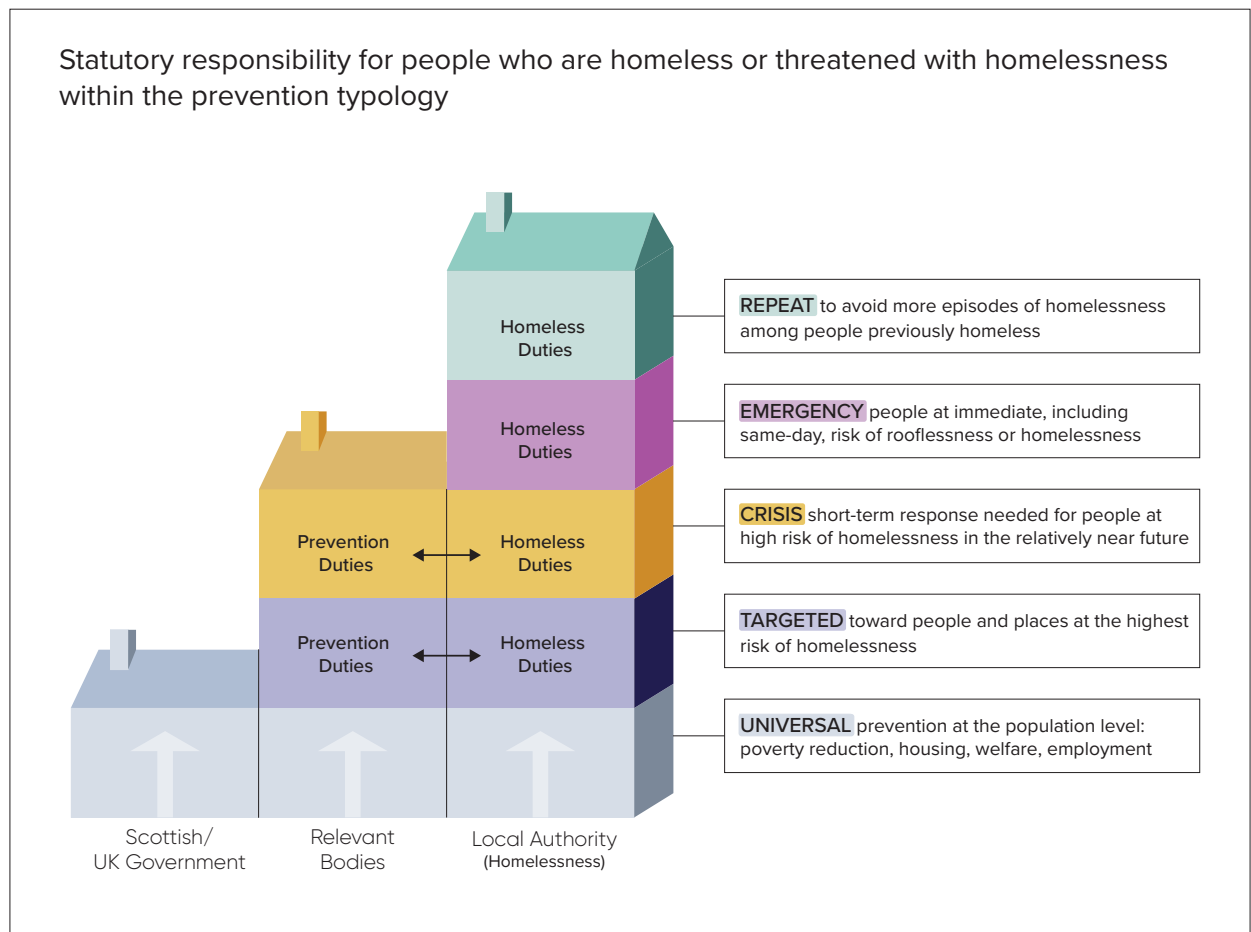 Statutory responsibility for people who are homeless or threatened with homelessness
within the prevention typology
Homeless
Duties
REPEAT to avoid more episodes of homelessness
among people previously homeless
Homeless
Duties
EMERGENCY people at immediate, including
same-day, risk of rooflessness or homelessness
Prevention
Duties
Homeless
Duties
CRISIS short-term response needed for people at
high risk of homelessness in the relatively near future
Prevention
Duties
Homeless
Duties
TARGETED toward people and places at the highest
risk of homelessness
UNIVERSAL prevention at the population level:
poverty reduction, housing, welfare, employment
Scottish/
UK Government
Relevant
Bodies
Local Authority
(Homelessness)